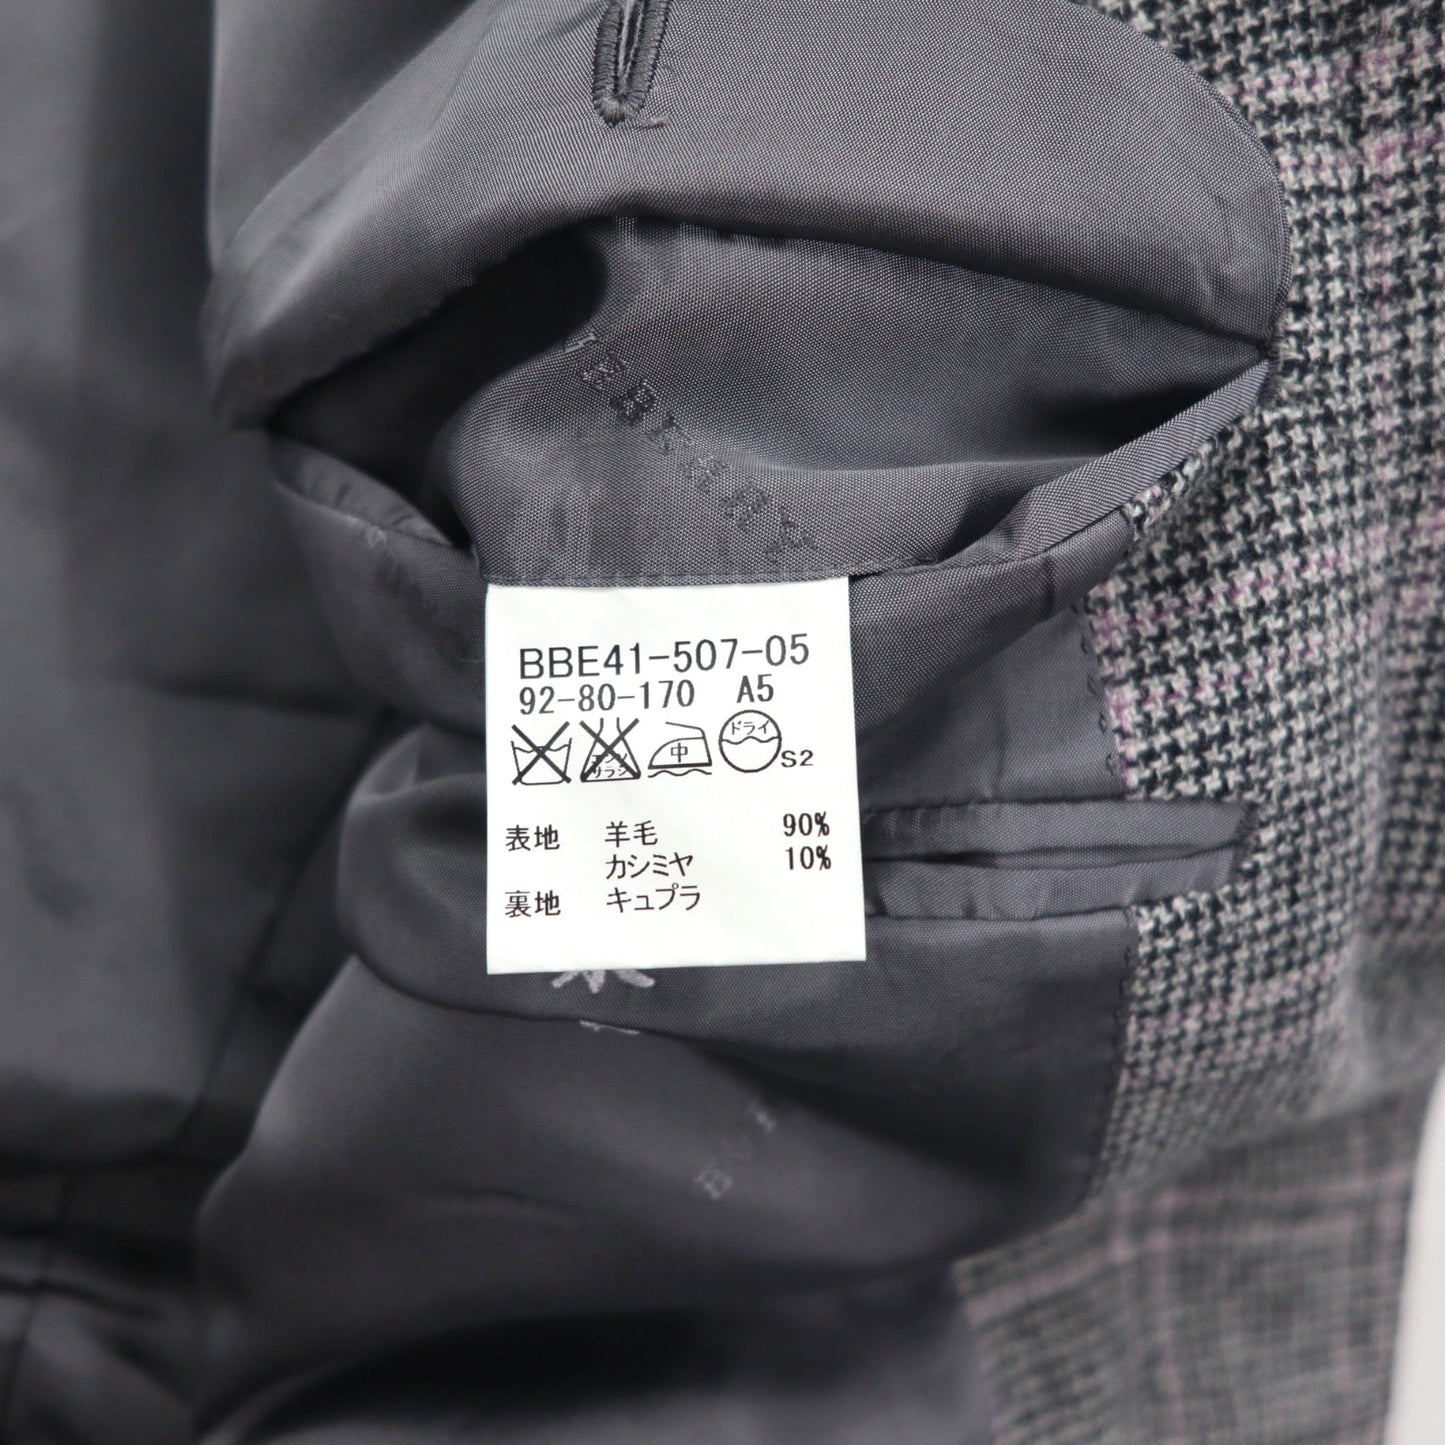 BBE41-507-05
92-80-170 A5
中 ドライ S2
表地 羊毛 90%
カシミヤ 10%
裏地 キュプラ